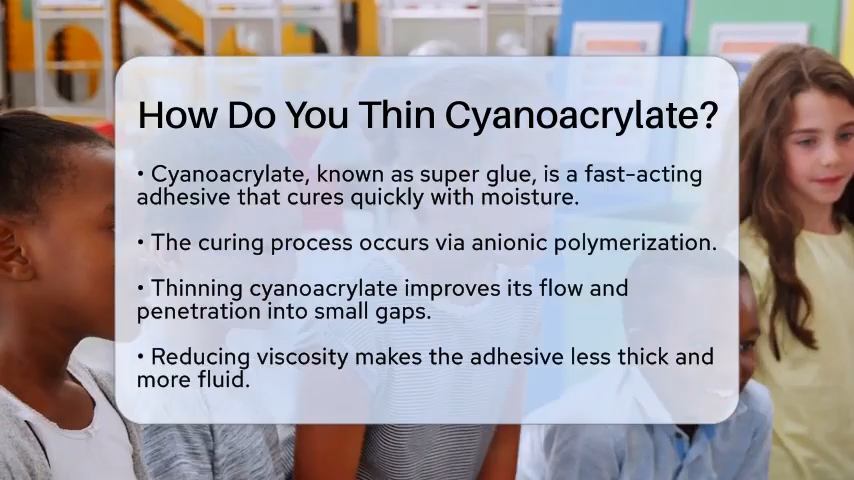 How Do You Thin Cyanoacrylate?
• Cyanoacrylate, known as super glue, is a fast-acting
adhesive that cures quickly with moisture.
• The curing process occurs via anionic polymerization.
• Thinning cyanoacrylate improves its flow and
penetration into small gaps.
• Reducing viscosity makes the adhesive less thick and
more fluid.